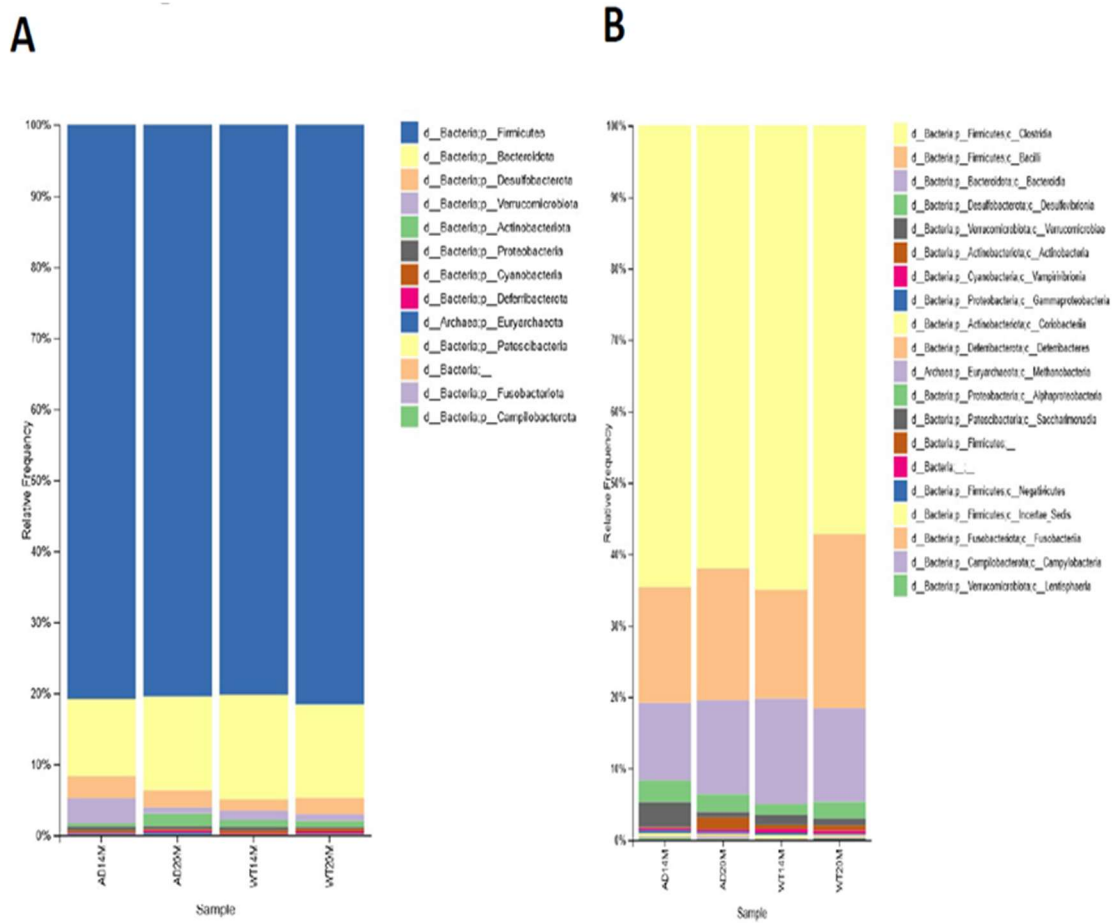 A
B
100%
90%
80%
70%
60%
50%
40%
30%
20%
10%
0%
Relative Frequency
AD14M
AD20M
WT14M
WT20M
Sample
d__Bacteria;p__Firmicutes
d__Bacteria;p__Bacteroidota
d__Bacteria;p__Desulfobacterota
d__Bacteria;p__Verrucomicrobiota
d__Bacteria;p__Actinobacteriota
d__Bacteria;p__Proteobacteria
d__Bacteria;p__Cyanobacteria
d__Bacteria;p__Deferribacterota
d__Archaea;p__Euryarchaeota
d__Bacteria;p__Patescibacteria
d__Bacteria;__
d__Bacteria;p__Fusobacteriota
d__Bacteria;p__Campilobacterota
100%
90%
80%
70%
60%
50%
40%
30%
20%
10%
0%
Relative Frequency
AD14M
AD20M
WT14M
WT20M
Sample
d__Bacteria;p__Firmicutes;c__Clostridia
d__Bacteria;p__Firmicutes;c__Bacilli
d__Bacteria;p__Bacteroidota;c__Bacteroidia
d__Bacteria;p__Desulfobacterota;c__Desulfovibrionia
d__Bacteria;p__Verrucomicrobiota;c__Verrucomicrobiae
d__Bacteria;p__Actinobacteriota;c__Actinobacteria
d__Bacteria;p__Cyanobacteria;c__Vampirivibrionia
d__Bacteria;p__Proteobacteria;c__Gammaproteobacteria
d__Bacteria;p__Actinobacteriota;c__Coriobacteriia
d__Bacteria;p__Deferribacterota;c__Deferribacteres
d__Archaea;p__Euryarchaeota;c__Methanobacteria
d__Bacteria;p__Proteobacteria;c__Alphaproteobacteria
d__Bacteria;p__Patescibacteria;c__Saccharimonadia
d__Bacteria;p__Firmicutes;__
d__Bacteria;__;__
d__Bacteria;p__Firmicutes;c__Negativicutes
d__Bacteria;p__Firmicutes;c__Incertae_Sedis
d__Bacteria;p__Fusobacteriota;c__Fusobacteriia
d__Bacteria;p__Campilobacterota;c__Campylobacteria
d__Bacteria;p__Verrucomicrobiota;c__Lentisphaeria